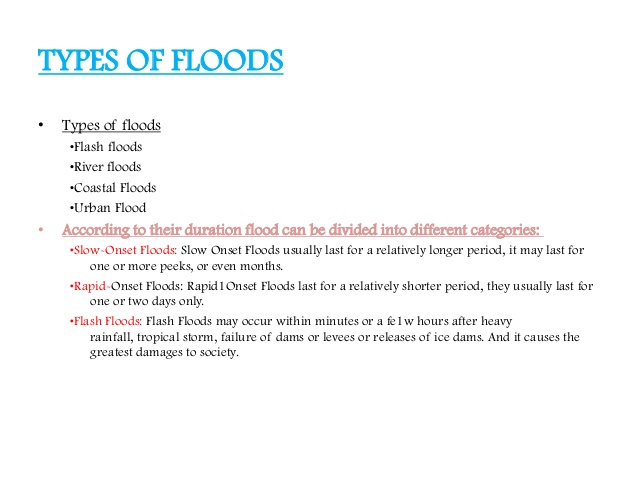 TYPES OF FLOODS
• Types of floods
•Flash floods
•River floods
•Coastal Floods
•Urban Flood
• According to their duration flood can be divided into different categories:
•Slow-Onset Floods: Slow Onset Floods usually last for a relatively longer period, it may last for
one or more peeks, or even months.
•Rapid-Onset Floods: Rapid1Onset Floods last for a relatively shorter period, they usually last for
one or two days only.
•Flash Floods: Flash Floods may occur within minutes or a fe1w hours after heavy
rainfall, tropical storm, failure of dams or levees or releases of ice dams. And it causes the
greatest damages to society.